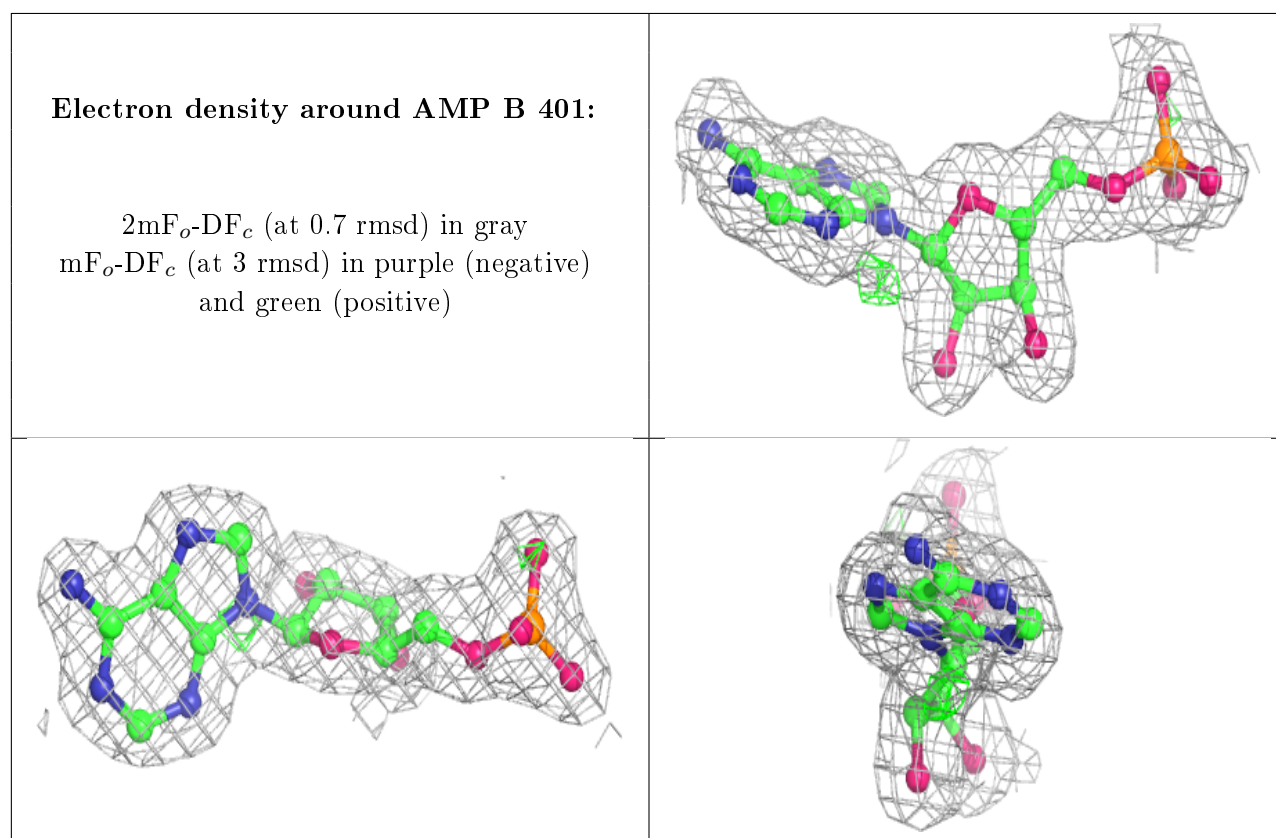 Electron density around AMP B 401:
2mFₒ-DF𝑐 (at 0.7 rmsd) in gray
mFₒ-DF𝑐 (at 3 rmsd) in purple (negative)
and green (positive)